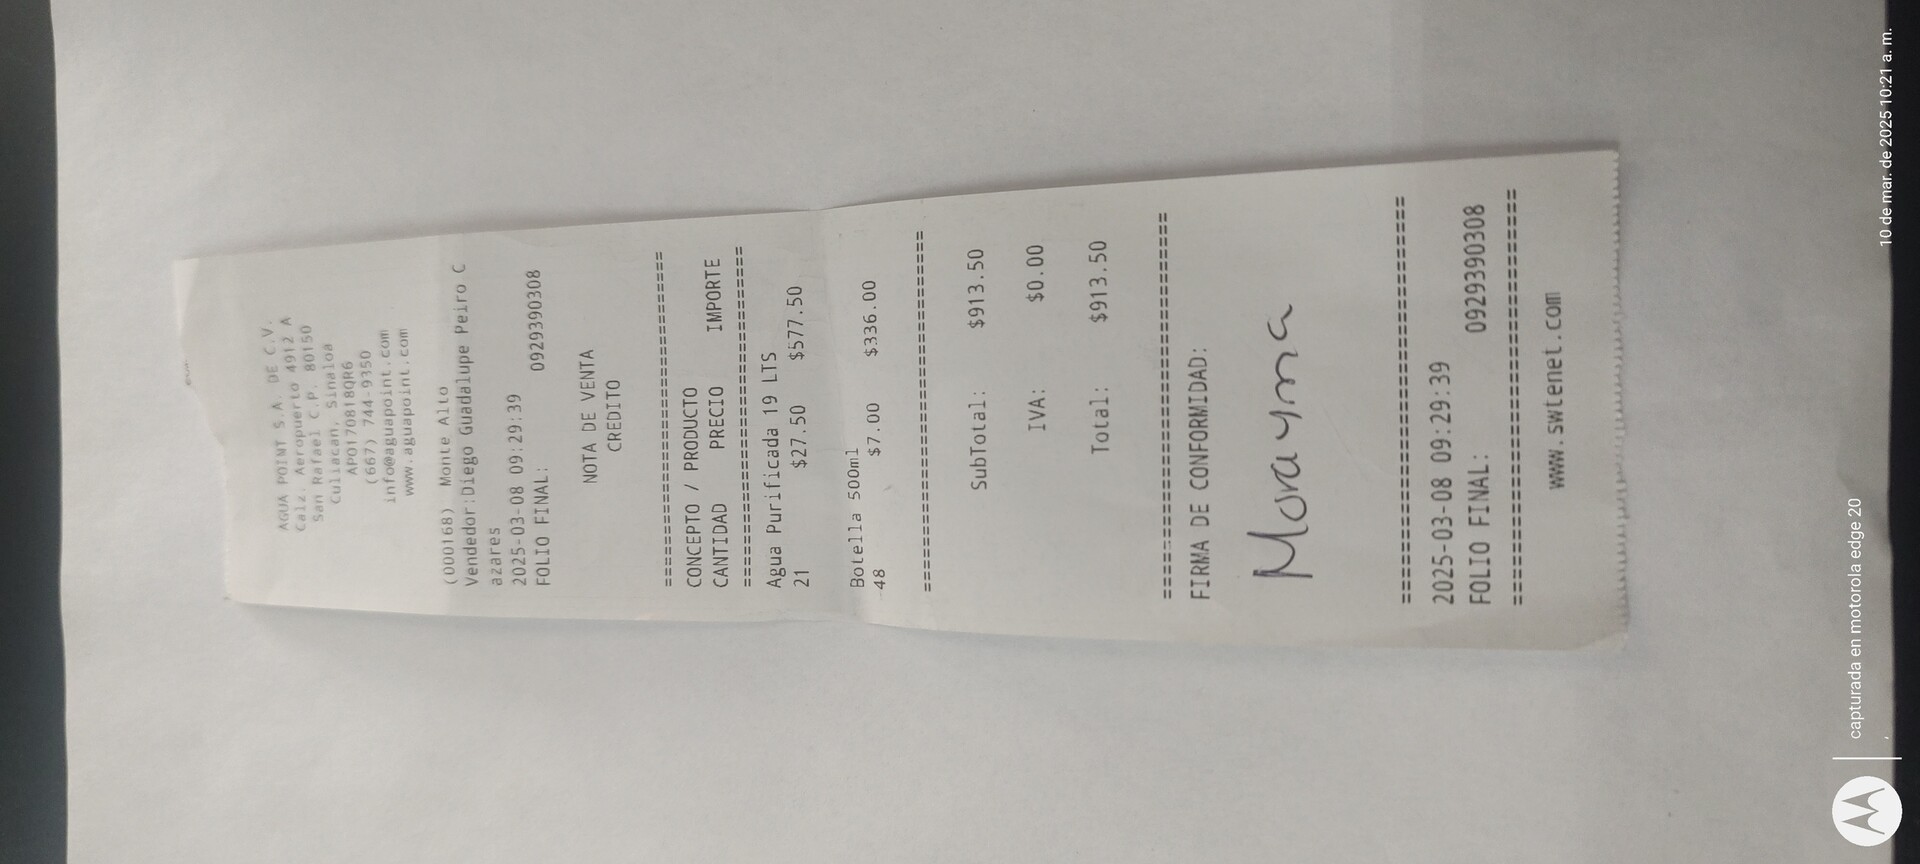 AGUA POINT S.A. DE C.V.
Calz. Aeropuerto 4912 A
San Rafael C.P. 80150
Culiacan, Sinaloa
APO170818QR6
(667) 744-9350
info@aguapoint.com
www.aguapoint.com
(000168) Monte Alto
Vendedor:Diego Guadalupe Peiro C
azares
2025-03-08 09:29:39
FOLIO FINAL: 0929390308
NOTA DE VENTA
CREDITO
================================
CONCEPTO / PRODUCTO
CANTIDAD PRECIO IMPORTE
================================
Agua Purificada 19 LTS
21 $27.50 $577.50
Botella 500ml
48 $7.00 $336.00
================================
SubTotal: $913.50
IVA: $0.00
Total: $913.50
================================
FIRMA DE CONFORMIDAD:
Morayma
================================
2025-03-08 09:29:39
FOLIO FINAL: 0929390308
================================
www.swtenet.com
capturada en motorola edge 20
10 de mar. de 2025 10:21 a. m.